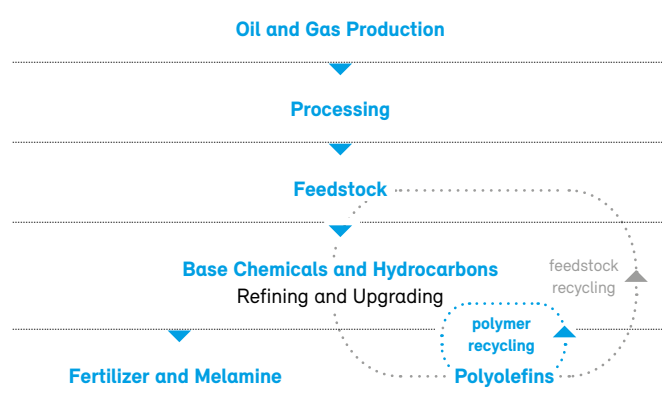 Oil and Gas Production
Processing
Feedstock
Base Chemicals and Hydrocarbons
Refining and Upgrading
feedstock
recycling
polymer
recycling
Fertilizer and Melamine
Polyolefins